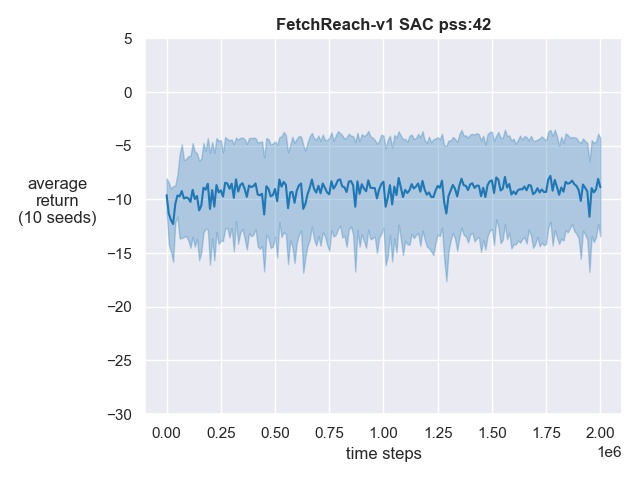 FetchReach-v1 SAC pss:42
5
0
−5
−10
−15
−20
−25
−30
average
return
(10 seeds)
0.00 0.25 0.50 0.75 1.00 1.25 1.50 1.75 2.00
time steps
1e6